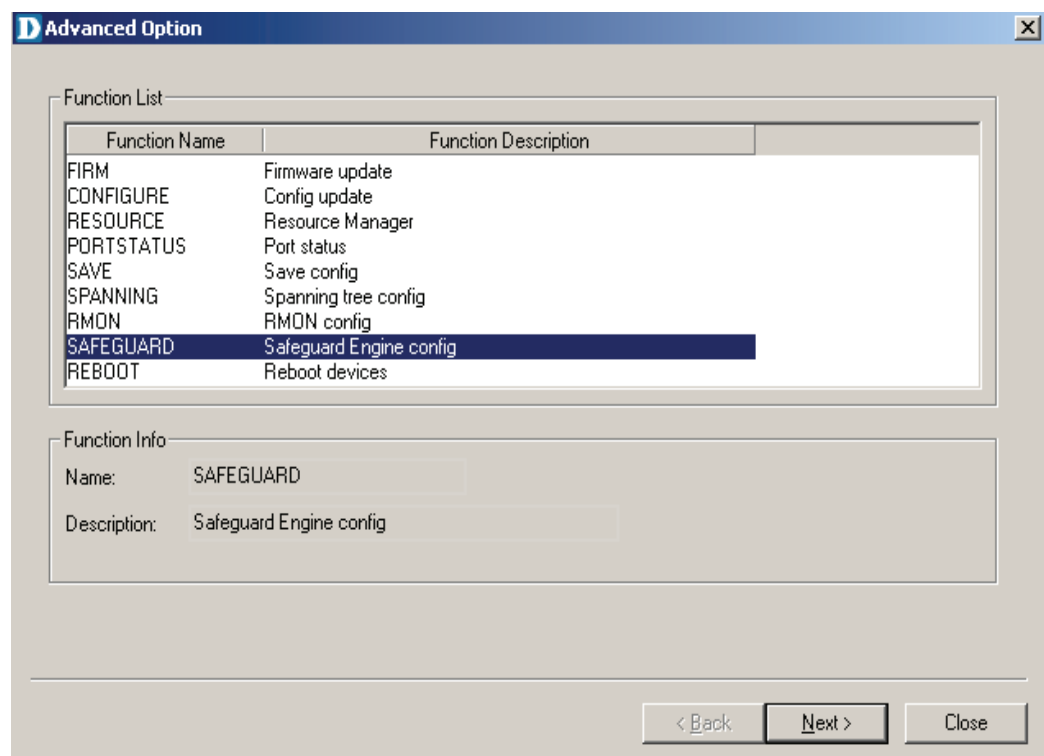 D Advanced Option
Function List
Function Name Function Description
FIRM Firmware update
CONFIGURE Config update
RESOURCE Resource Manager
PORTSTATUS Port status
SAVE Save config
SPANNING Spanning tree config
RMON RMON config
SAFEGUARD Safeguard Engine config
REBOOT Reboot devices
Function Info
Name: SAFEGUARD
Description: Safeguard Engine config
< Back Next > Close